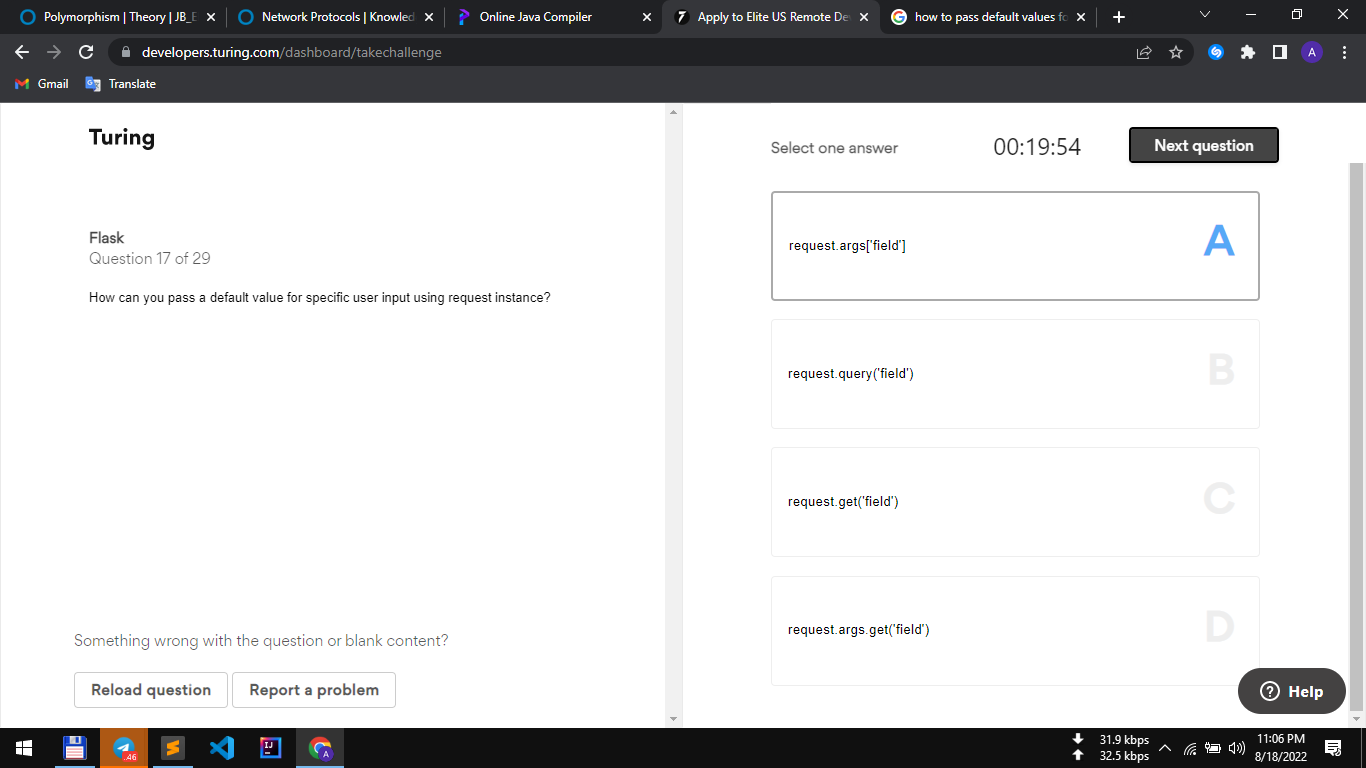 Polymorphism | Theory | JB_E
Network Protocols | Knowled
Online Java Compiler
Apply to Elite US Remote De
how to pass default values fo
developers.turing.com/dashboard/takechallenge
A
Gmail
Translate
Turing
Select one answer
00:19:54
Next question
Flask
Question 17 of 29
How can you pass a default value for specific user input using request instance?
request.args['field']
A
request.query('field')
B
request.get('field')
C
request.args.get('field')
D
Something wrong with the question or blank content?
Reload question
Report a problem
? Help
46
IJ
A
31.9 kbps
32.5 kbps
11:06 PM
8/18/2022